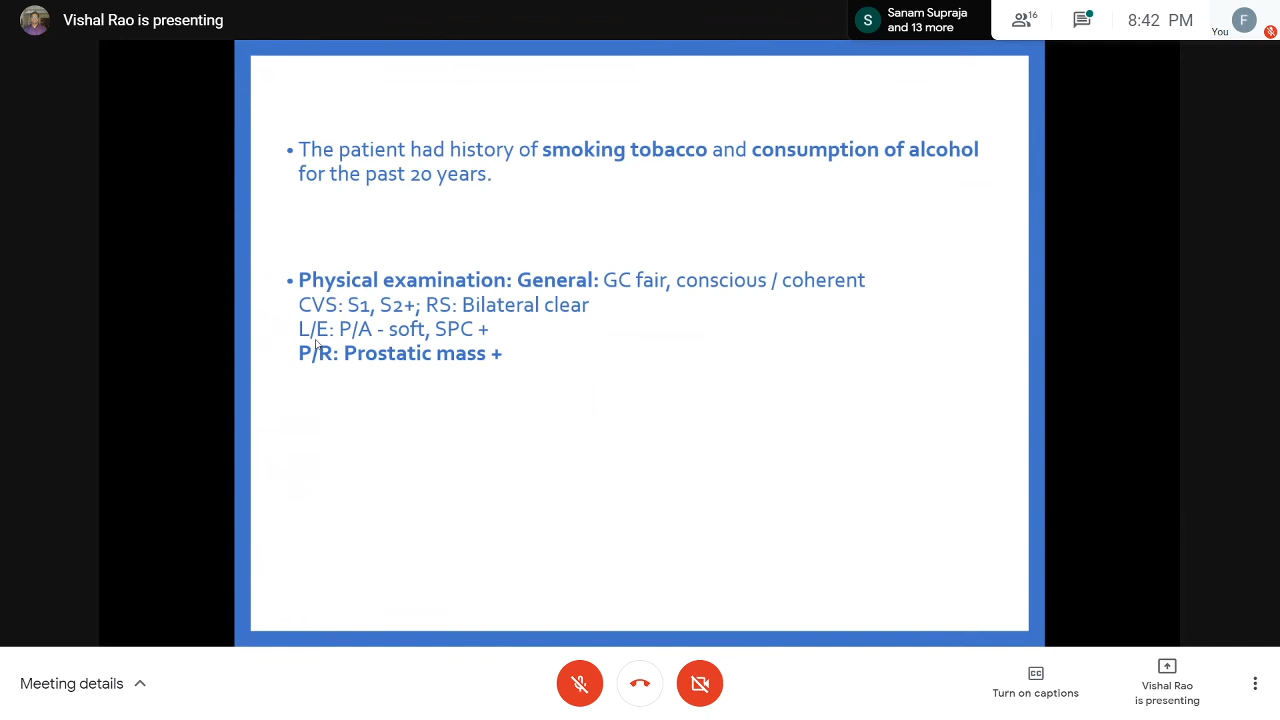 Vishal Rao is presenting
S
Sanam Supraja
and 13 more
16
8:42 PM
You
F
• The patient had history of smoking tobacco and consumption of alcohol
for the past 20 years.
• Physical examination: General: GC fair, conscious / coherent
CVS: S1, S2+; RS: Bilateral clear
L/E: P/A - soft, SPC +
P/R: Prostatic mass +
Meeting details
CC
Turn on captions
Vishal Rao
is presenting